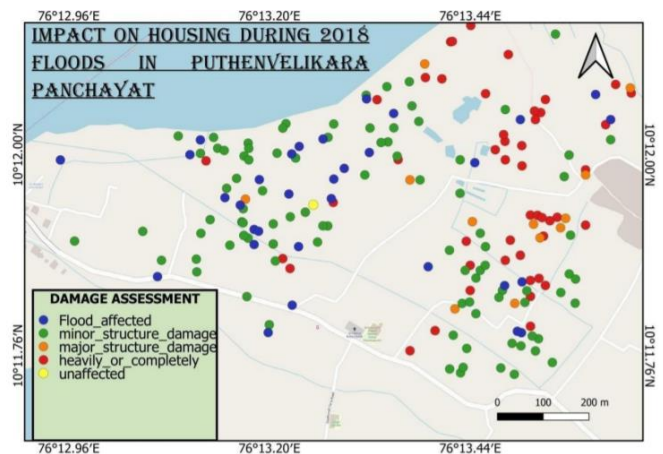 76°12.96'E 76°13.20'E 76°13.44'E
IMPACT ON HOUSING DURING 2018
FLOODS IN PUTHENVELIKARA
PANCHAYAT
10°12.00'N
10°12.00'N
10°11.76'N
10°11.76'N
DAMAGE ASSESSMENT
Flood_affected
minor_structure_damage
major_structure_damage
heavily_or_completely
unaffected
0 100 200 m
76°12.96'E 76°13.20'E 76°13.44'E